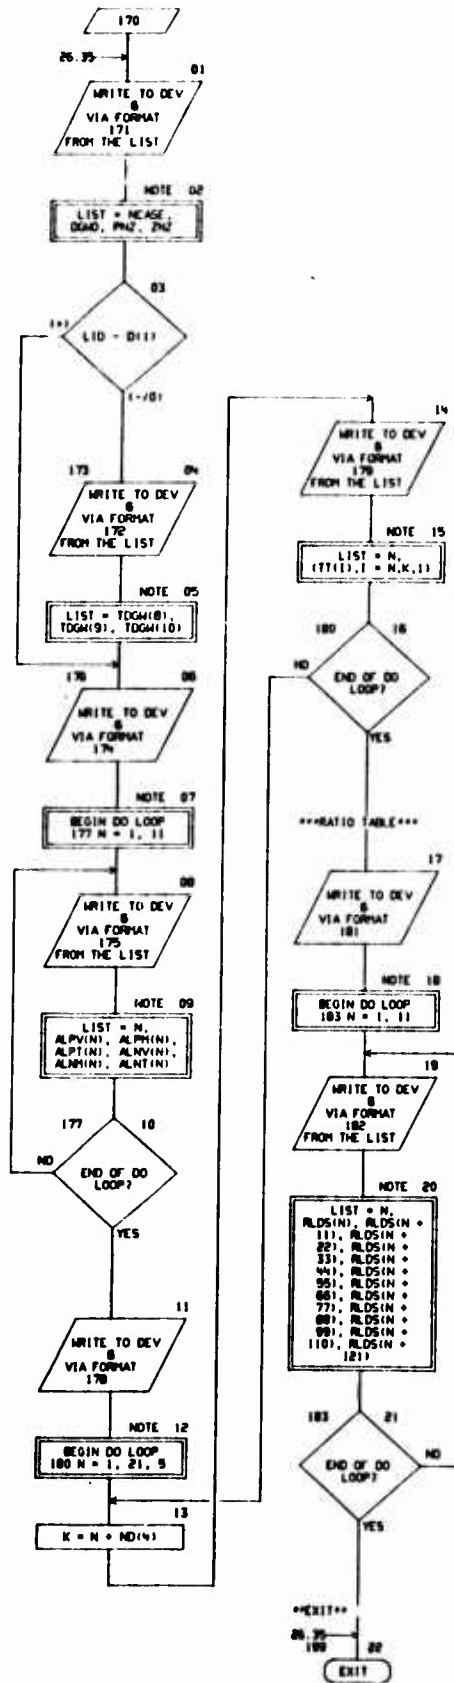 170
26.35
01
WRITE TO DEV
6
VIA FORMAT
171
FROM THE LIST
NOTE 02
LIST = NCASE,
DGWO, PN2, ZN2
03
(+)
LID - D(1)
(-/0)
173
04
WRITE TO DEV
6
VIA FORMAT
172
FROM THE LIST
NOTE 05
LIST = TDGW(8),
TDGW(9), TDGW(10)
176
06
WRITE TO DEV
6
VIA FORMAT
174
NOTE 07
BEGIN DO LOOP
177 N = 1, 11
08
WRITE TO DEV
6
VIA FORMAT
175
FROM THE LIST
NOTE 09
LIST = N,
ALPV(N), ALPM(N),
ALPT(N), ALNV(N),
ALNM(N), ALNT(N)
177
10
NO
END OF DO
LOOP?
YES
11
WRITE TO DEV
6
VIA FORMAT
178
NOTE 12
BEGIN DO LOOP
180 N = 1, 21, 5
13
K = N + ND(4)
14
WRITE TO DEV
6
VIA FORMAT
179
FROM THE LIST
NOTE 15
LIST = N,
(TT(I),I = N,K,1)
180
16
NO
END OF DO
LOOP?
YES
***RATIO TABLE***
17
WRITE TO DEV
6
VIA FORMAT
181
NOTE 18
BEGIN DO LOOP
183 N = 1, 11
19
WRITE TO DEV
6
VIA FORMAT
182
FROM THE LIST
NOTE 20
LIST = N,
RLDS(N), RLDS(N +
11), RLDS(N +
22), RLDS(N +
33), RLDS(N +
44), RLDS(N +
55), RLDS(N +
66), RLDS(N +
77), RLDS(N +
88), RLDS(N +
99), RLDS(N +
110), RLDS(N +
121)
183
21
END OF DO
LOOP?
NO
YES
**EXIT**
26.35
199
22
EXIT